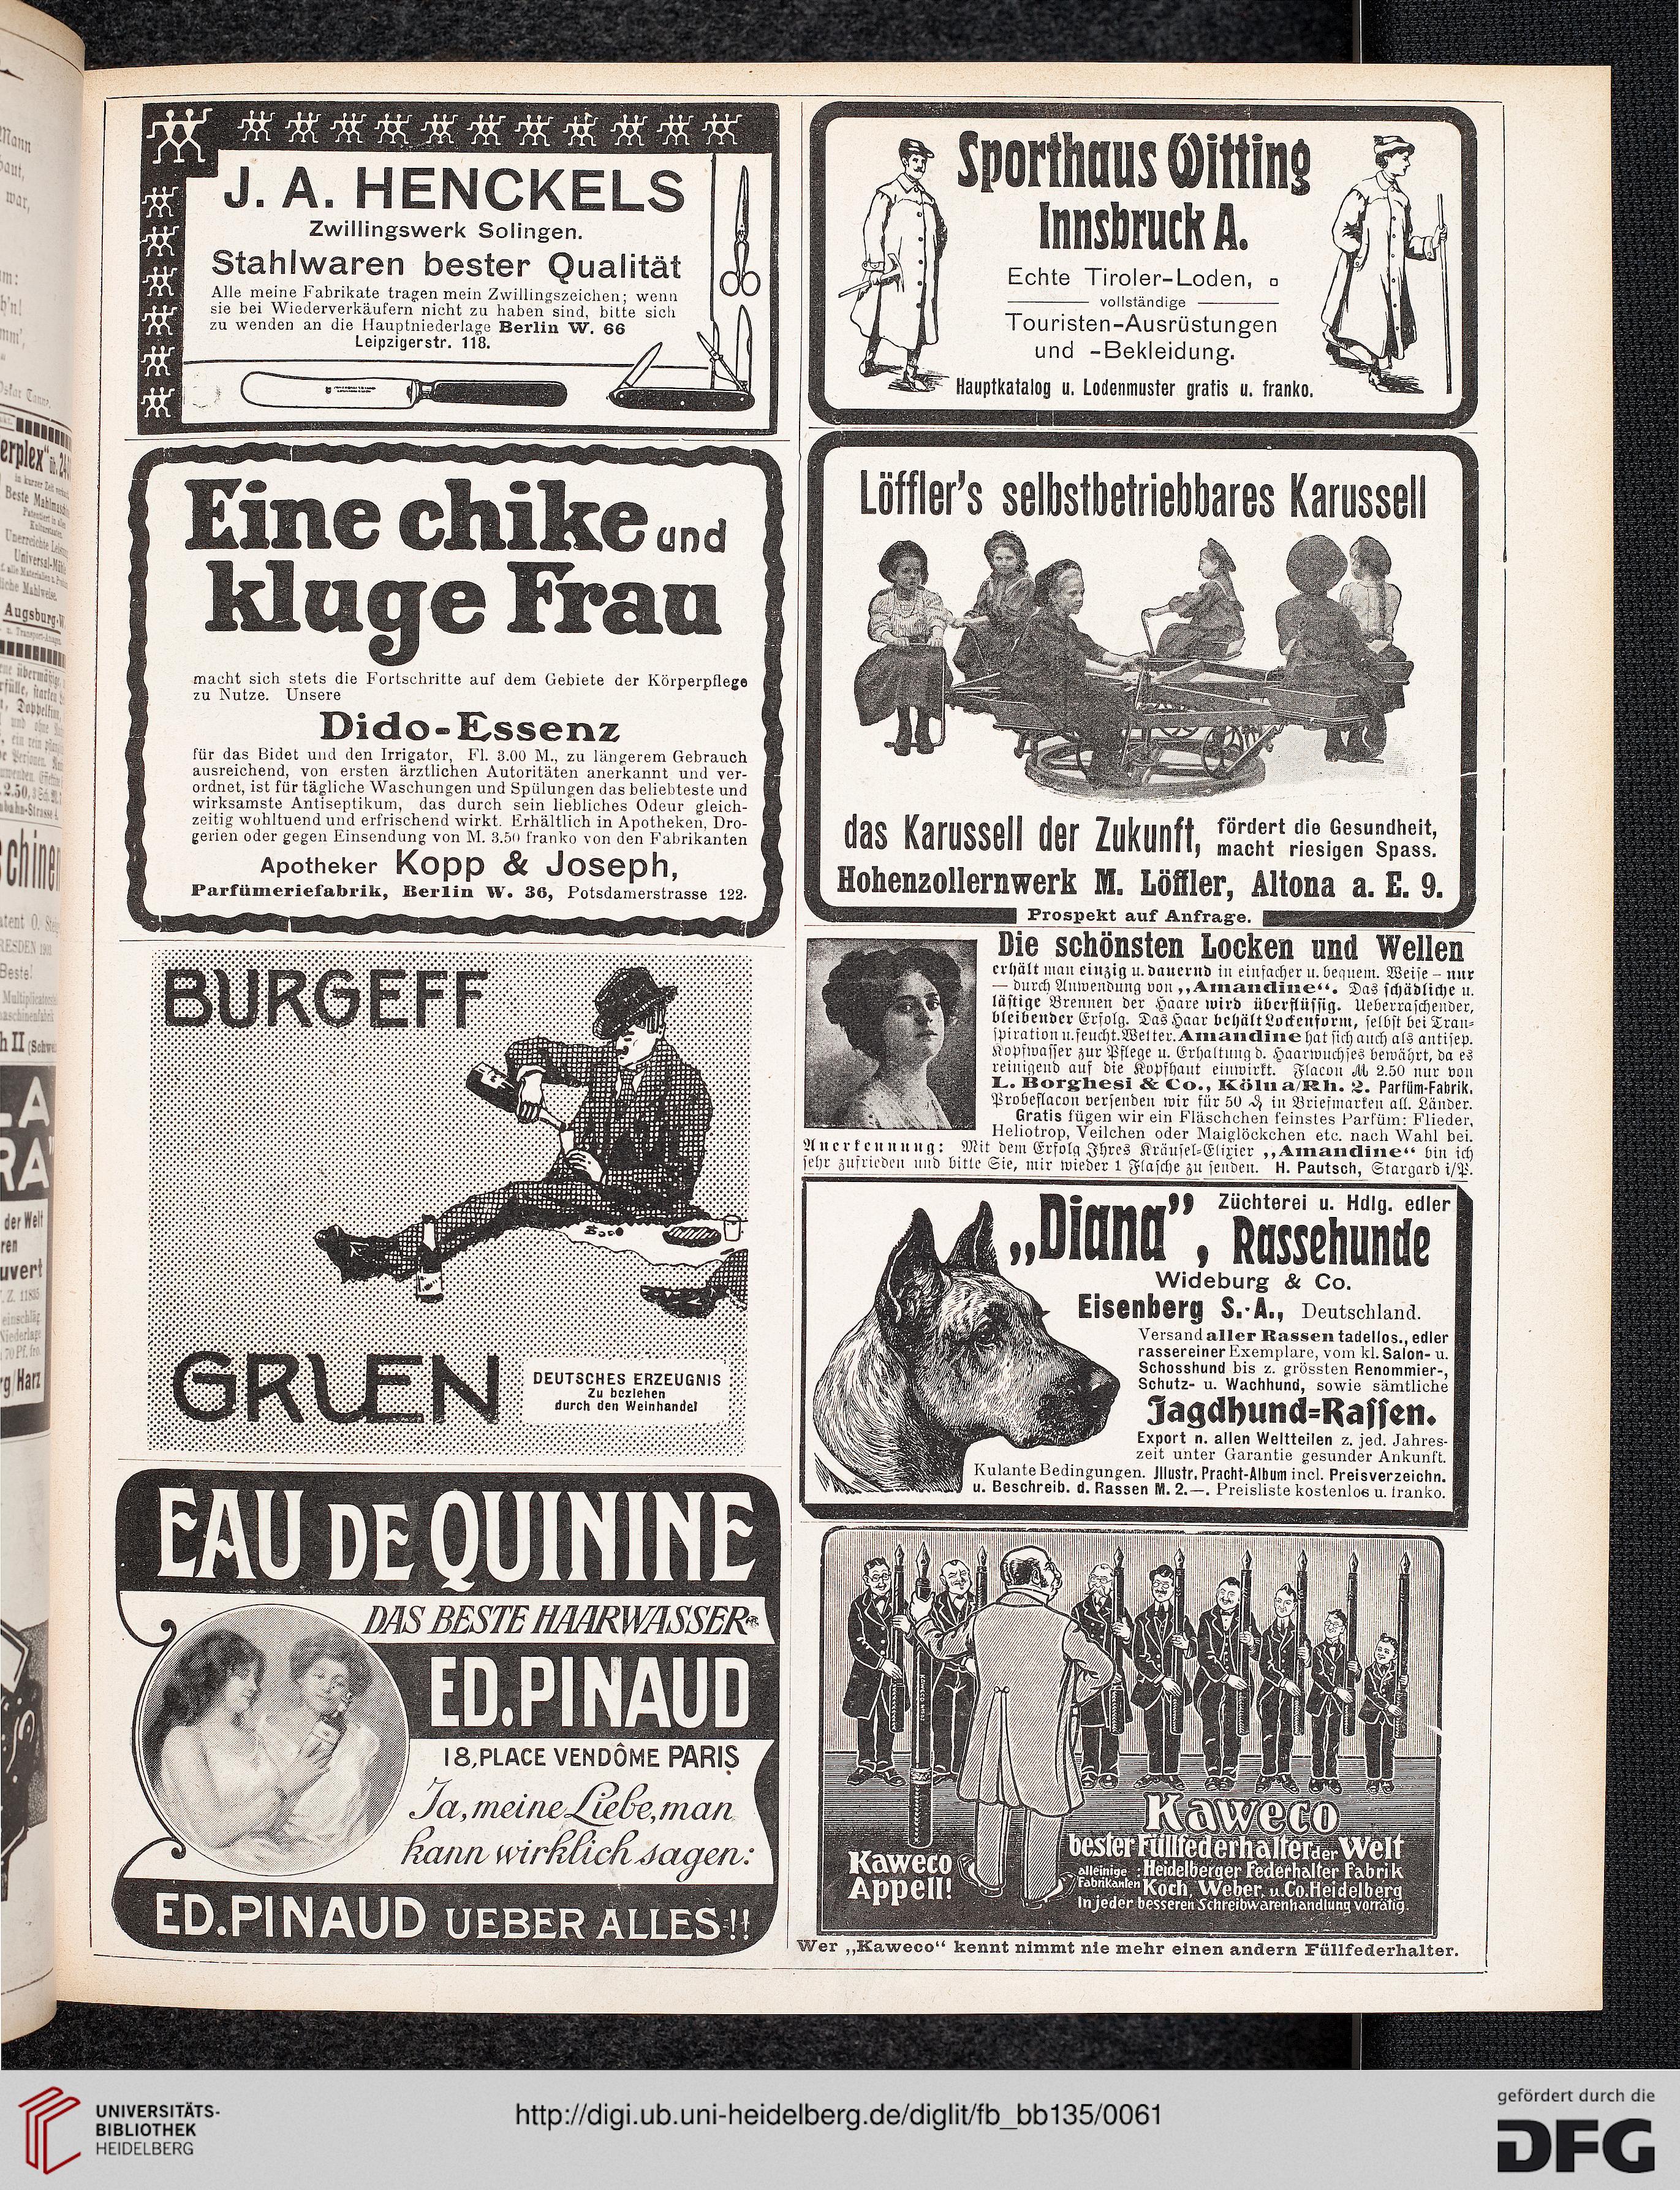 J. A. HENCKELS
Zwillingswerk Solingen.
Stahlwaren bester Qualität
Alle meine Fabrikate tragen mein Zwillingszeichen; wenn
sie bei Wiederverkäufern nicht zu haben sind, bitte sich
zu wenden an die Hauptniederlage Berlin W. 66
Leipzigerstr. 118.
Eine chike und
kluge Frau
macht sich stets die Fortschritte auf dem Gebiete der Körperpflege
zu Nutze. Unsere
Dido-Essenz
für das Bidet und den Irrigator, Fl. 3.00 M., zu längerem Gebrauch
ausreichend, von ersten ärztlichen Autoritäten anerkannt und ver-
ordnet, ist für tägliche Waschungen und Spülungen das beliebteste und
wirksamste Antiseptikum, das durch sein liebliches Odeur gleich-
zeitig wohltuend und erfrischend wirkt. Erhältlich in Apotheken, Dro-
gerien oder gegen Einsendung von M. 3.50 franko von den Fabrikanten
Apotheker Kopp & Joseph,
Parfümeriefabrik, Berlin W. 36, Potsdamerstrasse 122.
BURGEFF
GRUEN
DEUTSCHES ERZEUGNIS
Zu beziehen
durch den Weinhandel
EAU DE QUININE
DAS BESTE HAARWASSER
ED. PINAUD
18, PLACE VENDÔME PARIS
Ja, meine Liebe, man
kann wirklich sagen:
ED. PINAUD UEBER ALLES!!
Sporthaus Witting
Innsbruck A.
Echte Tiroler-Loden,
vollständige
Touristen-Ausrüstungen
und -Bekleidung.
Hauptkatalog u. Lodenmuster gratis u. franko.
Löffler's selbstbetriebbares Karussell
das Karussell der Zukunft, fördert die Gesundheit,
macht riesigen Spass.
Hohenzollernwerk M. Löffler, Altona a. E. 9.
Prospekt auf Anfrage.
Die schönsten Locken und Wellen
erhält man einzig u. dauernd in einfacher u. bequem. Weise – nur
— durch Anwendung von „Amandine“. Das schädliche u.
lästige Brennen der Haare wird überflüssig. Ueberraschender,
bleibender Erfolg. Das Haar behält Lockenform, selbst bei Tran-
spiration u. feucht. Wetter. Amandine hat sich auch als antisep.
Kopfwasser zur Pflege u. Erhaltung d. Haarwuchses bewährt, da es
reinigend auf die Kopfhaut einwirkt. Flacon M 2.50 nur von
L. Borghesi & Co., Köln a/Rh. 2. Parfüm-Fabrik.
Probeflacon versenden wir für 50 ₰ in Briefmarken all. Länder.
Gratis fügen wir ein Fläschchen feinstes Parfüm: Flieder,
Heliotrop, Veilchen oder Maiglöckchen etc. nach Wahl bei.
Anerkennung: Mit dem Erfolg Ihres Kräusel-Elixier „Amandine“ bin ich
sehr zufrieden und bitte Sie, mir wieder 1 Flasche zu senden. H. Pautsch, Stargard i/P.
„Diana”, Züchterei u. Hdlg. edler
Rassehunde
Wideburg & Co.
Eisenberg S.-A., Deutschland.
Versand aller Rassen tadellos., edler
rassereiner Exemplare, vom kl. Salon- u.
Schosshund bis z. grössten Renommier-,
Schutz- u. Wachhund, sowie sämtliche
Jagdhund-Rassen.
Export n. allen Weltteilen z. jed. Jahres-
zeit unter Garantie gesunder Ankunft.
Kulante Bedingungen. Jllustr. Pracht-Album incl. Preisverzeichn.
u. Beschreib. d. Rassen M. 2.—. Preisliste kostenlos u. franko.
Kaweco
Appell!
Kaweco
bester Füllfederhalter der Welt
alleinige Fabrikanten: Heidelberger Federhalter Fabrik
Koch, Weber, u. Co. Heidelberg
In jeder besseren Schreibwarenhandlung vorrätig.
Wer „Kaweco“ kennt nimmt nie mehr einen andern Füllfederhalter.
UNIVERSITÄTS-
BIBLIOTHEK
HEIDELBERG
http://digi.ub.uni-heidelberg.de/diglit/fb_bb135/0061
gefördert durch die
DFG